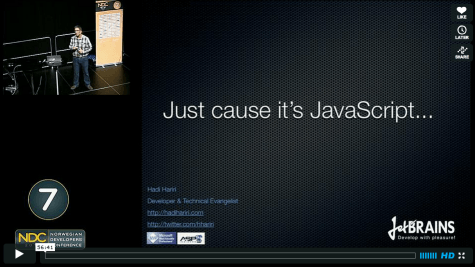 NDC
LIKE
LATER
SHARE
Just cause it's JavaScript...
Hadi Hariri
Developer & Technical Evangelist
http://hadihariri.com
http://twitter.com/hhariri
7
NDC
NORWEGIAN
DEVELOPERS
CONFERENCE
JetBRAINS
Develop with pleasure!
56:41
HD